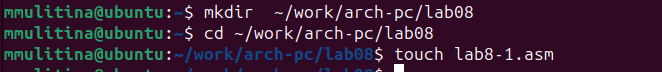 mmulitina@ubuntu:~$ mkdir  ~/work/arch-pc/lab08
mmulitina@ubuntu:~$ cd ~/work/arch-pc/lab08
mmulitina@ubuntu:~/work/arch-pc/lab08$ touch lab8-1.asm